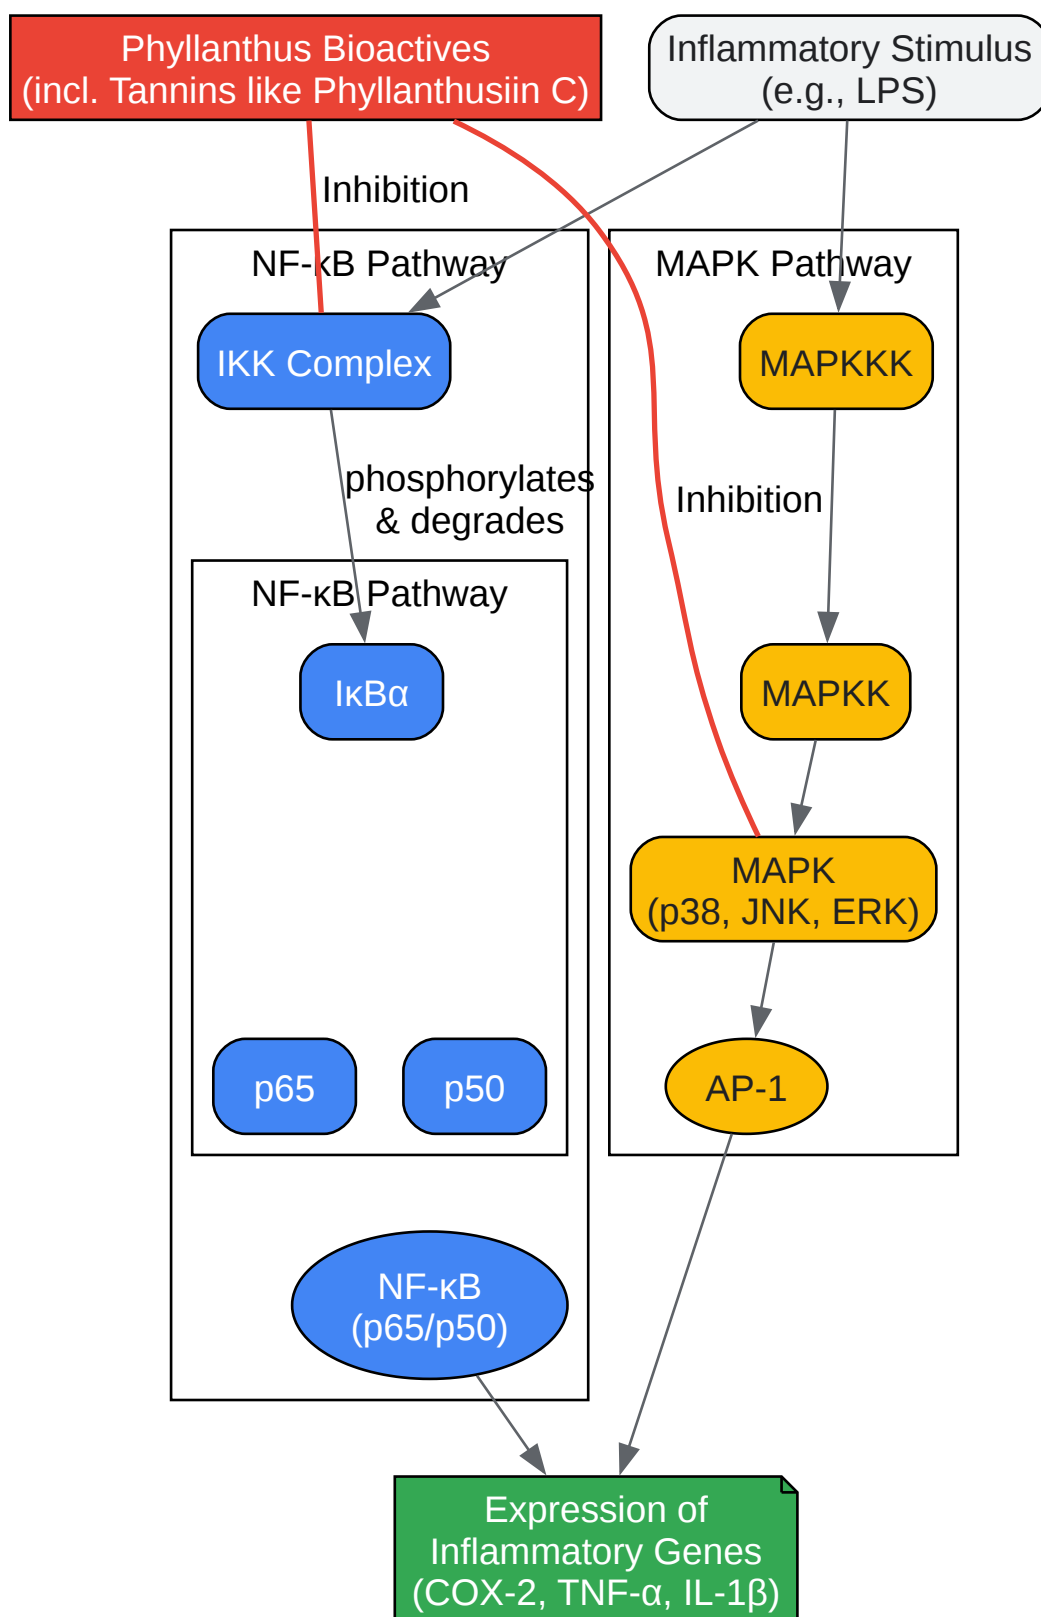 Phyllanthus Bioactives
(incl. Tannins like Phyllanthusiin C)
Inflammatory Stimulus
(e.g., LPS)
Inhibition
NF-κB Pathway
MAPK Pathway
IKK Complex
MAPKKK
phosphorylates
& degrades
Inhibition
NF-κB Pathway
IκBα
MAPKK
MAPK
(p38, JNK, ERK)
p65
p50
AP-1
NF-κB
(p65/p50)
Expression of
Inflammatory Genes
(COX-2, TNF-α, IL-1β)